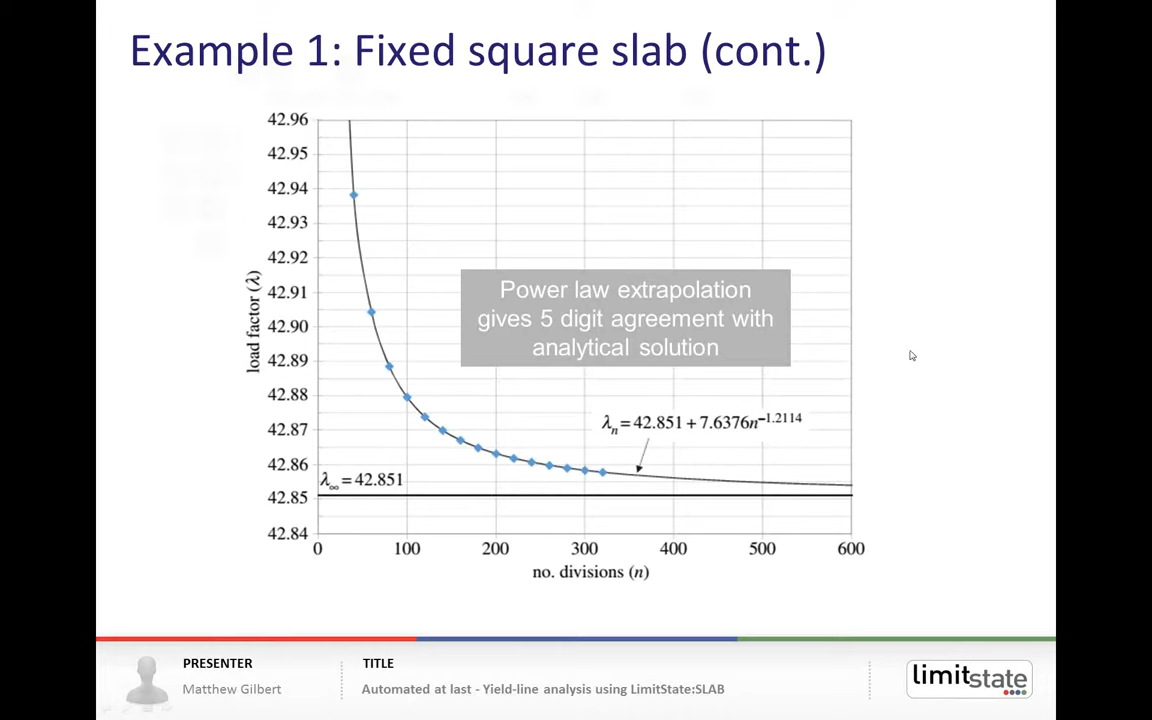 Example 1: Fixed square slab (cont.)
42.96
42.95
42.94
42.93
42.92
42.91
42.90
42.89
42.88
42.87
42.86
42.85
42.84
load factor (λ)
Power law extrapolation
gives 5 digit agreement with
analytical solution
λₙ = 42.851 + 7.6376n⁻¹·²¹¹⁴
λ∞ = 42.851
0 100 200 300 400 500 600
no. divisions (n)
PRESENTER
Matthew Gilbert
TITLE
Automated at last - Yield-line analysis using LimitState:SLAB
limitstate